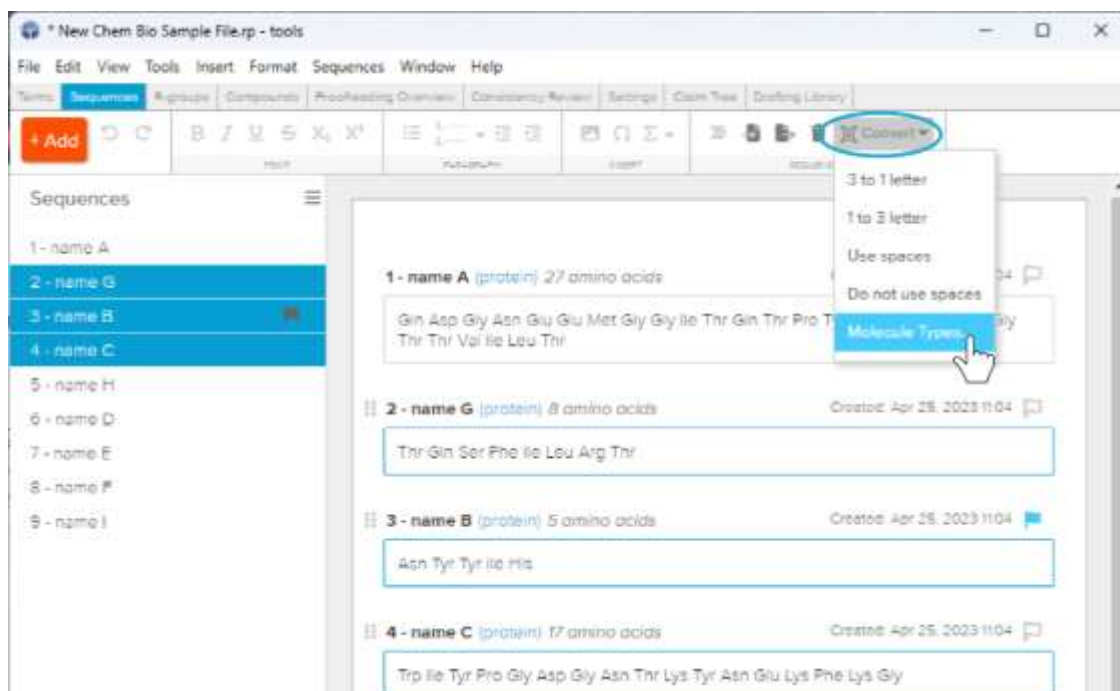 * New Chem Bio Sample File.rp - tools
File Edit View Tools Insert Format Sequences Window Help
Terms Sequences R-groups Compounds Proofreading Overview Consistency Review Settings Claim Tree Drafting Library
+ Add B I U S X₂ X² Convert
FONT PARAGRAPH INSERT
Sequences
3 to 1 letter
1 to 3 letter
Use spaces
Do not use spaces
Molecule Types...
1 - name A
2 - name G
3 - name B
4 - name C
5 - name H
6 - name D
7 - name E
8 - name F
9 - name I
1 - name A (protein) 27 amino acids
Gln Asp Gly Asn Glu Glu Met Gly Gly Ile Thr Gln Thr Pro
Thr Thr Val Ile Leu Thr
2 - name G (protein) 8 amino acids Created: Apr 25, 2023 11:04
Thr Gln Ser Phe Ile Leu Arg Thr
3 - name B (protein) 5 amino acids Created: Apr 25, 2023 11:04
Asn Tyr Tyr Ile His
4 - name C (protein) 17 amino acids Created: Apr 25, 2023 11:04
Trp Ile Tyr Pro Gly Asp Gly Asn Thr Lys Tyr Asn Glu Lys Phe Lys Gly